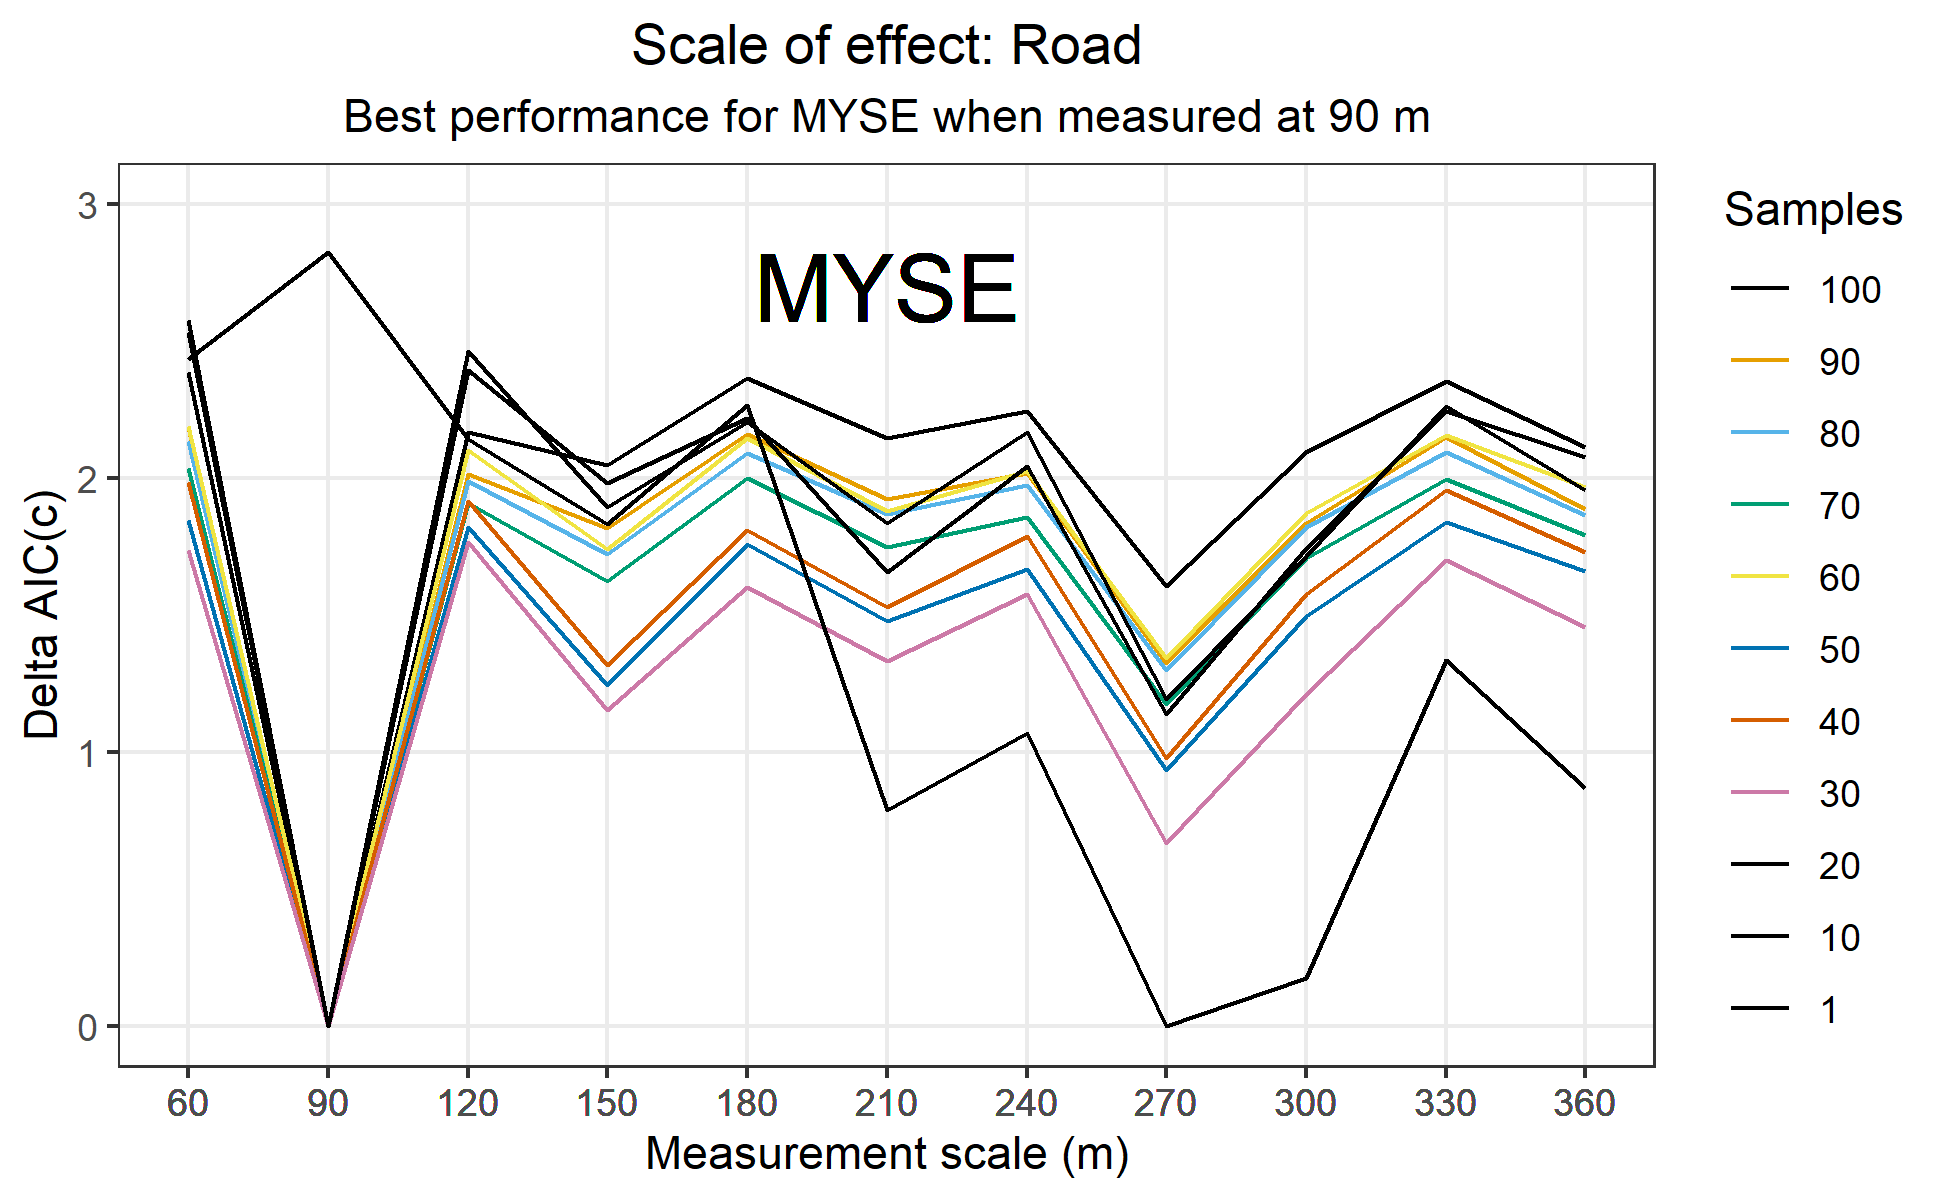 Scale of effect: Road
Best performance for MYSE when measured at 90 m
3
2
1
0
Delta AIC(c)
MYSE
60 90 120 150 180 210 240 270 300 330 360
Measurement scale (m)
Samples
100
90
80
70
60
50
40
30
20
10
1